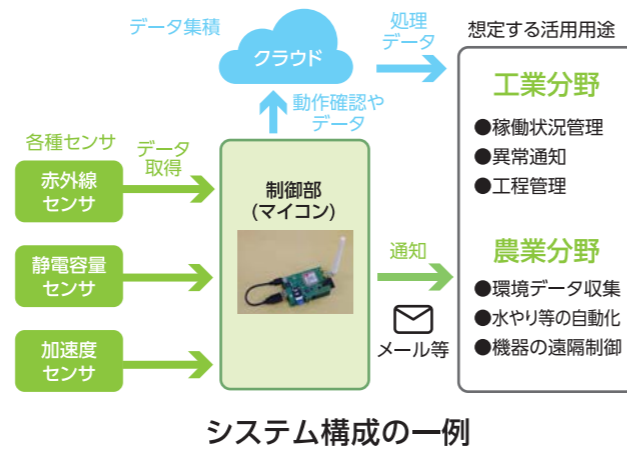 データ集積
クラウド
処理
データ
想定する活用用途
動作確認や
データ
各種センサ
データ
取得
赤外線
センサ
静電容量
センサ
加速度
センサ
制御部
(マイコン)
通知
メール等
工業分野
●稼働状況管理
●異常通知
●工程管理
農業分野
●環境データ収集
●水やり等の自動化
●機器の遠隔制御
システム構成の一例